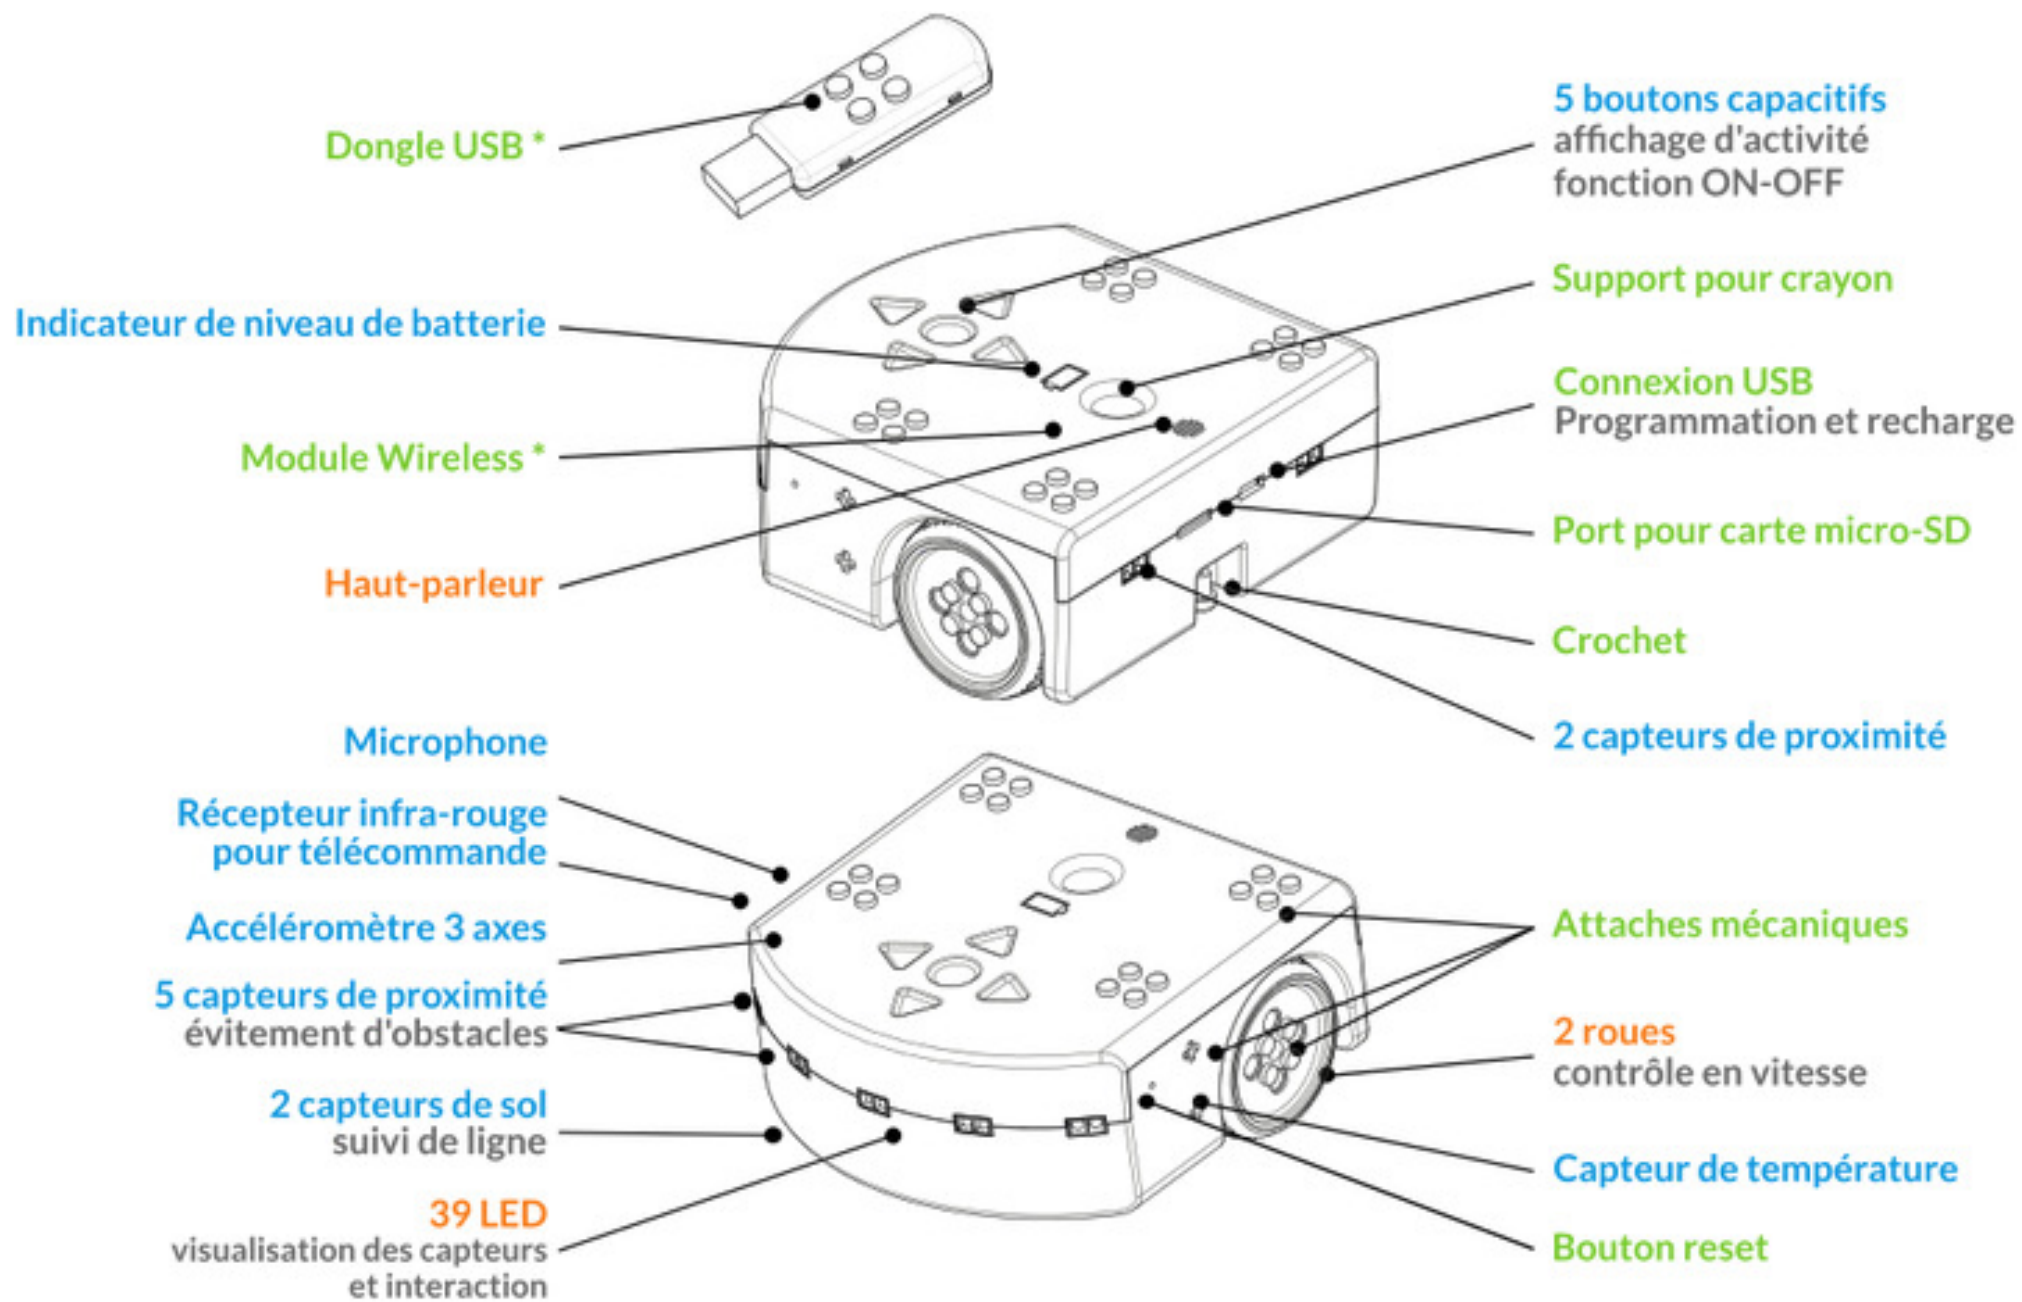 Dongle USB *
Indicateur de niveau de batterie
Module Wireless *
Haut-parleur
5 boutons capacitifs
affichage d'activité
fonction ON-OFF
Support pour crayon
Connexion USB
Programmation et recharge
Port pour carte micro-SD
Crochet
2 capteurs de proximité
Microphone
Récepteur infra-rouge
pour télécommande
Accéléromètre 3 axes
5 capteurs de proximité
évitement d'obstacles
2 capteurs de sol
suivi de ligne
39 LED
visualisation des capteurs
et interaction
Attaches mécaniques
2 roues
contrôle en vitesse
Capteur de température
Bouton reset